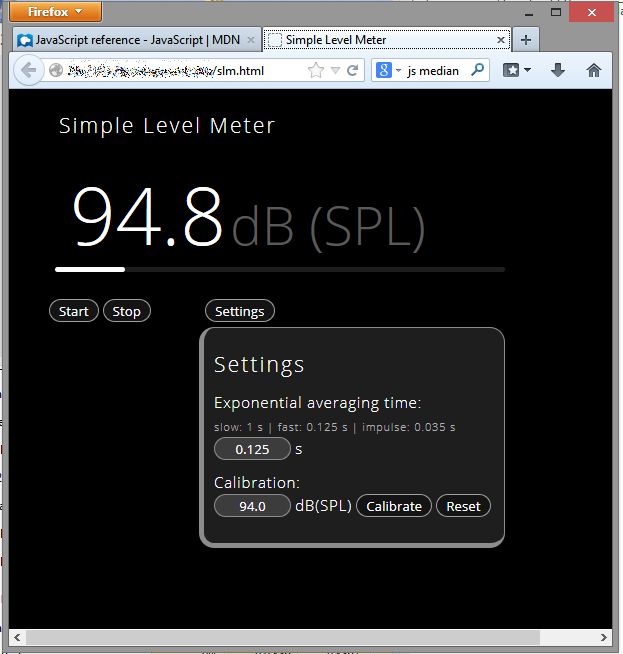 Firefox
JavaScript reference - JavaScript | MDN
Simple Level Meter
/slm.html
js median
Simple Level Meter
94.8 dB (SPL)
Start Stop Settings
Settings
Exponential averaging time:
slow: 1 s | fast: 0.125 s | impulse: 0.035 s
0.125 s
Calibration:
94.0 dB(SPL) Calibrate Reset